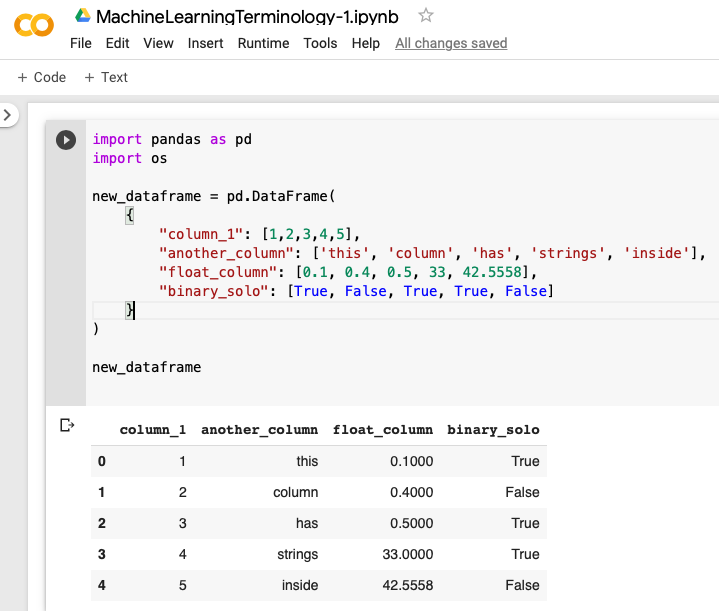 MachineLearningTerminology-1.ipynb
File Edit View Insert Runtime Tools Help All changes saved
+ Code + Text
import pandas as pd
import os
new_dataframe = pd.DataFrame(
{
"column_1": [1,2,3,4,5],
"another_column": ['this', 'column', 'has', 'strings', 'inside'],
"float_column": [0.1, 0.4, 0.5, 33, 42.5558],
"binary_solo": [True, False, True, True, False]
}
)
new_dataframe
column_1 another_column float_column binary_solo
0 1 this 0.1000 True
1 2 column 0.4000 False
2 3 has 0.5000 True
3 4 strings 33.0000 True
4 5 inside 42.5558 False